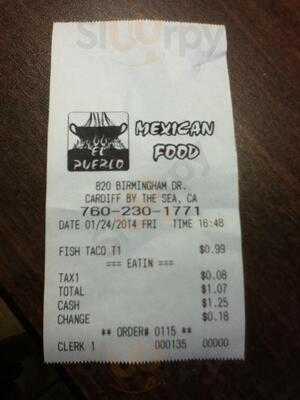 Sluurpy
EL
PUEBLO
MEXICAN
FOOD
820 BIRMINGHAM DR.
CARDIFF BY THE SEA, CA
760-230-1771
DATE 01/24/2014 FRI TIME 16:48
FISH TACO T1 $0.99
=== EATIN ===
TAX1 $0.08
TOTAL $1.07
CASH $1.25
CHANGE $0.18
** ORDER# 0115 **
CLERK 1 000135 00000